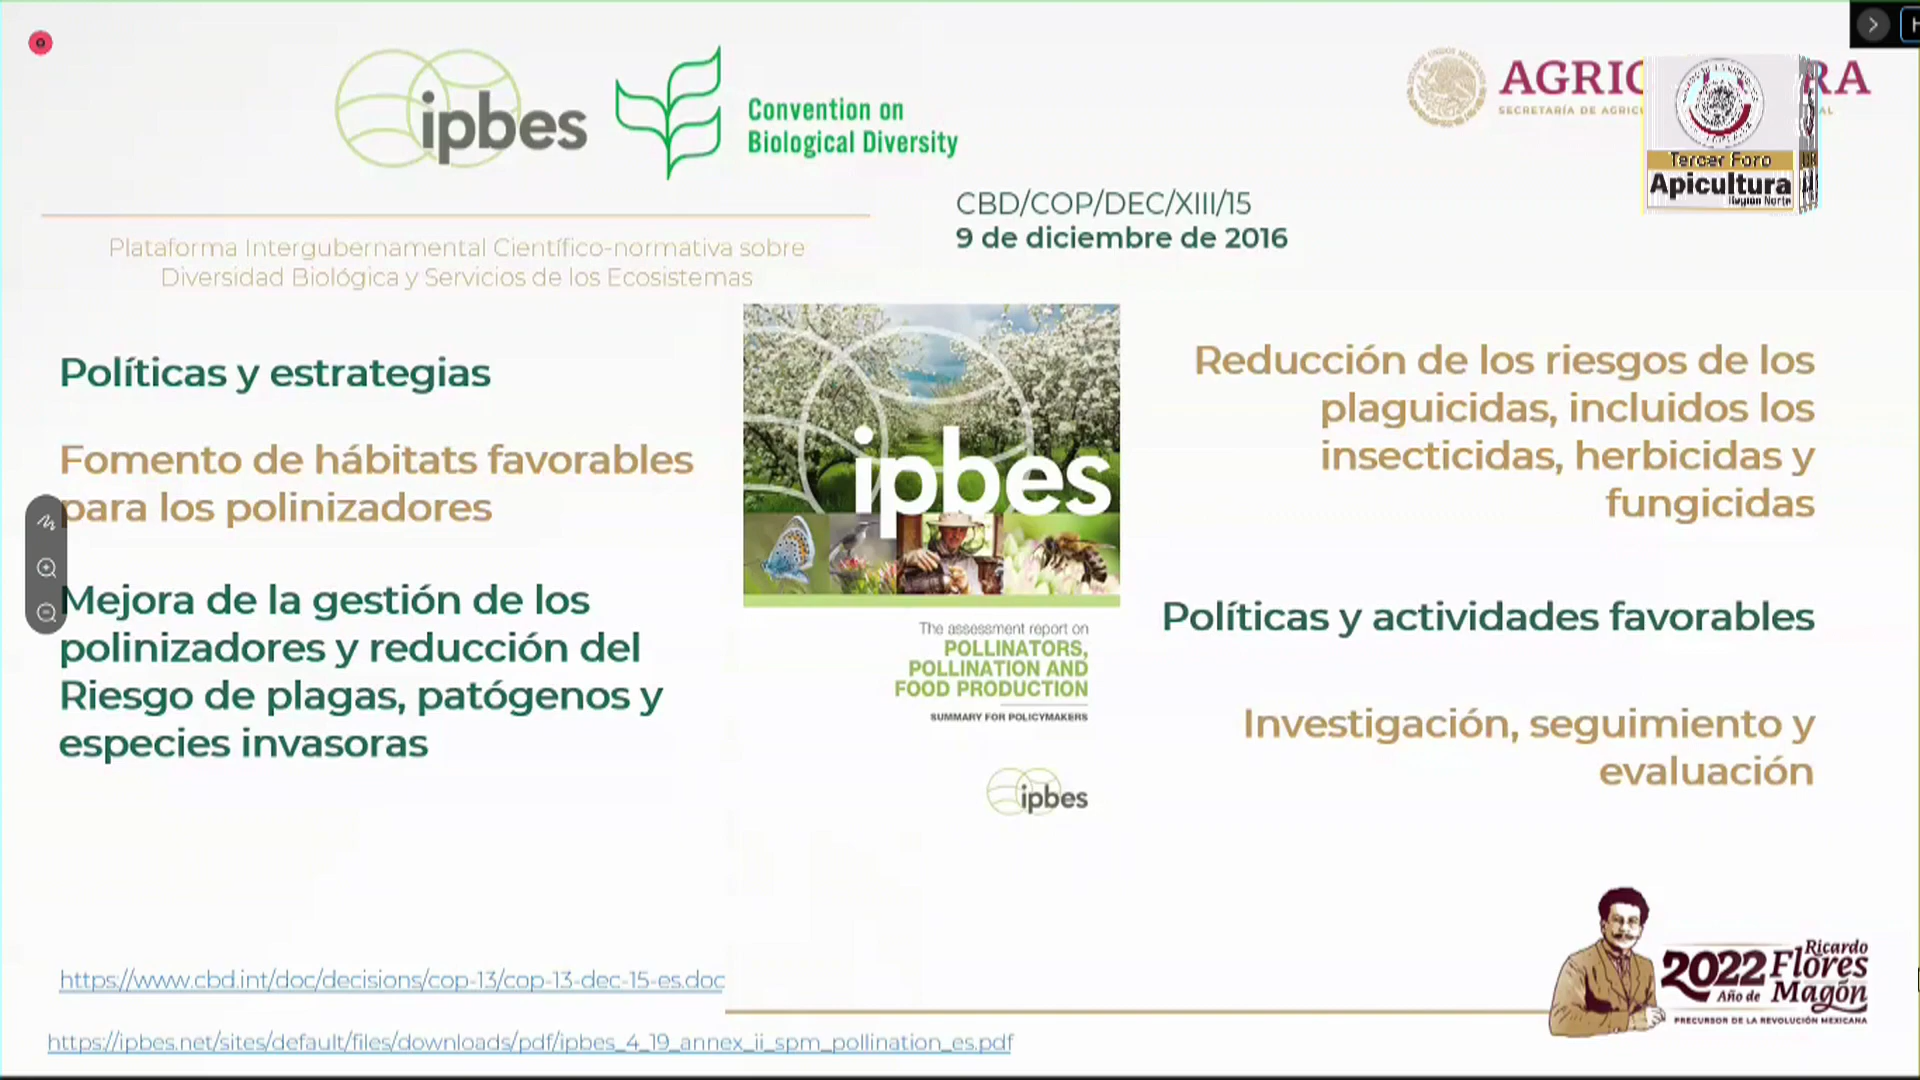 ipbes
Convention on
Biological Diversity
SECRETARÍA DE
Tercer Foro
Apicultura
Región Norte
CBD/COP/DEC/XIII/15
9 de diciembre de 2016
Plataforma Intergubernamental Científico-normativa sobre
Diversidad Biológica y Servicios de los Ecosistemas
Políticas y estrategias
Fomento de hábitats favorables
para los polinizadores
Mejora de la gestión de los
polinizadores y reducción del
Riesgo de plagas, patógenos y
especies invasoras
ipbes
The assessment report on
POLLINATORS,
POLLINATION AND
FOOD PRODUCTION
SUMMARY FOR POLICYMAKERS
ipbes
Reducción de los riesgos de los
plaguicidas, incluidos los
insecticidas, herbicidas y
fungicidas
Políticas y actividades favorables
Investigación, seguimiento y
evaluación
https://www.cbd.int/doc/decisions/cop-13/cop-13-dec-15-es.doc
https://ipbes.net/sites/default/files/downloads/pdf/ipbes_4_19_annex_ii_spm_pollination_es.pdf
2022 Ricardo
Flores
Año de Magón
PRECURSOR DE LA REVOLUCIÓN MEXICANA